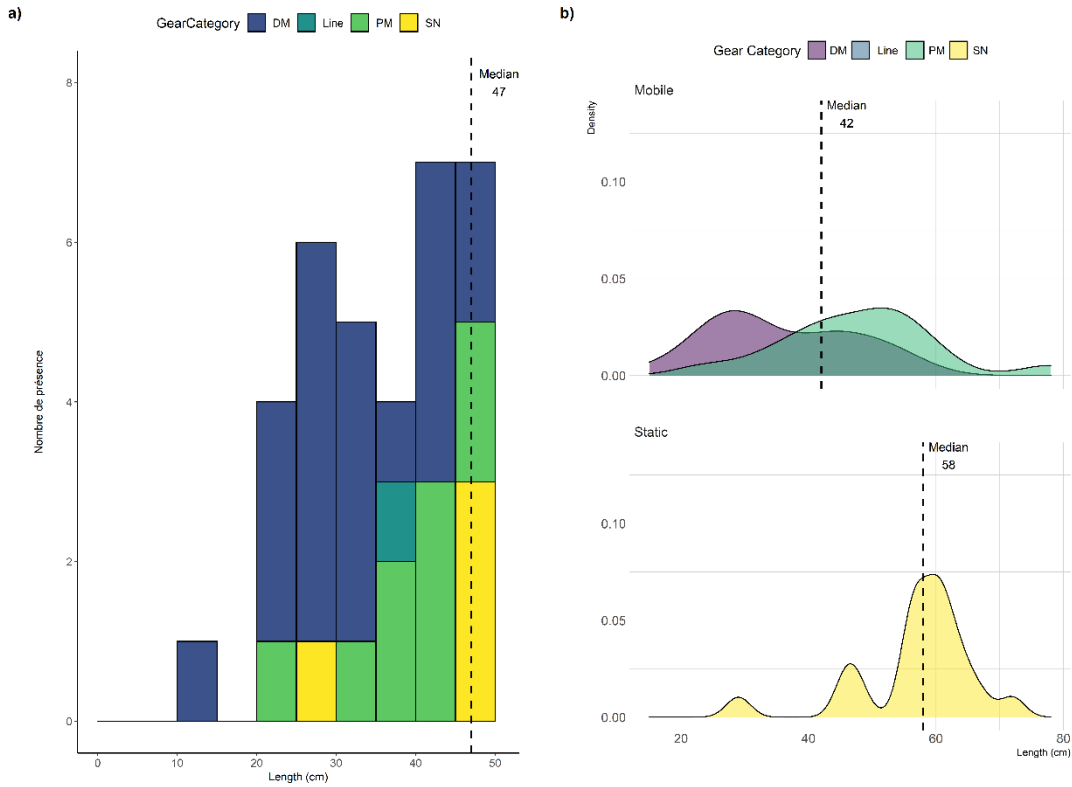 a)
GearCategory DM Line PM SN
Median
47
8
6
4
2
0
Nombre de présence
0 10 20 30 40 50
Length (cm)
b)
Gear Category DM Line PM SN
Mobile
Density
Median
42
0.10
0.05
0.00
Static
Median
58
0.10
0.05
0.00
20 40 60 80
Length (cm)